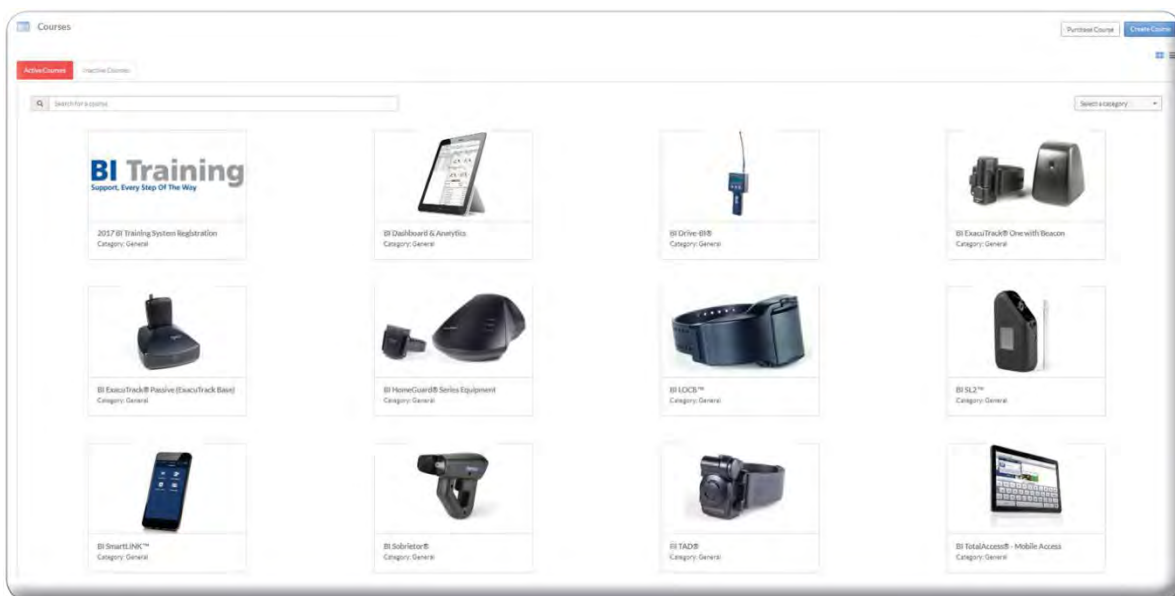 Courses
Purchase Course
Create Course
Active Courses
Inactive Courses
Search for a course
Select a category
BI Training
Support, Every Step Of The Way
2017 BI Training System Registration
Category: General
BI Dashboard & Analytics
Category: General
BI Drive-BI®
Category: General
BI ExacuTrack® One with Beacon
Category: General
BI ExacuTrack® Passive (ExacuTrack Base)
Category: General
BI HomeGuard® Series Equipment
Category: General
BI LOC8™
Category: General
BI SL2™
Category: General
BI SmartLINK™
Category: General
BI Sobrietor®
Category: General
BI TAD®
Category: General
BI TotalAccess® - Mobile Access
Category: General